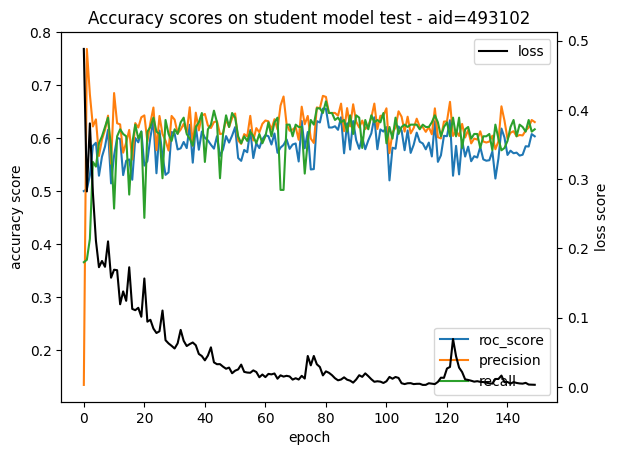 Accuracy scores on student model test - aid=493102
0.8
0.7
0.6
0.5
0.4
0.3
0.2
accuracy score
0
20
40
60
80
100
120
140
epoch
0.5
0.4
0.3
0.2
0.1
0.0
loss score
loss
roc_score
precision
recall